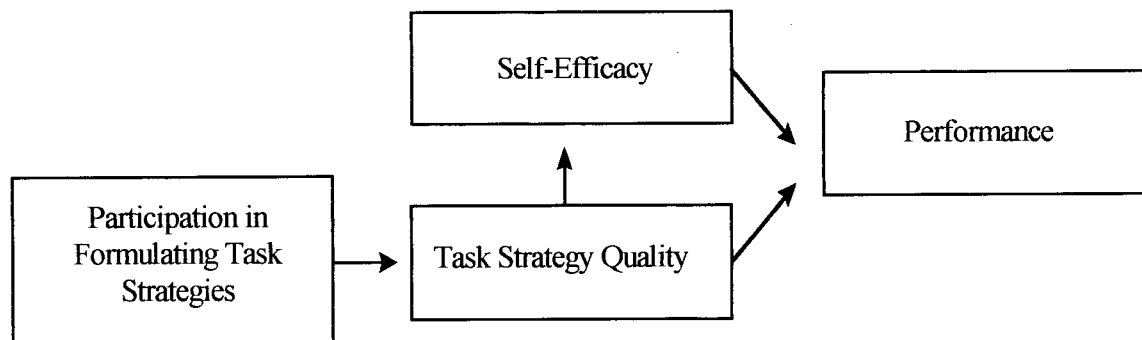 Self-Efficacy
Performance
Participation in
Formulating Task
Strategies
Task Strategy Quality